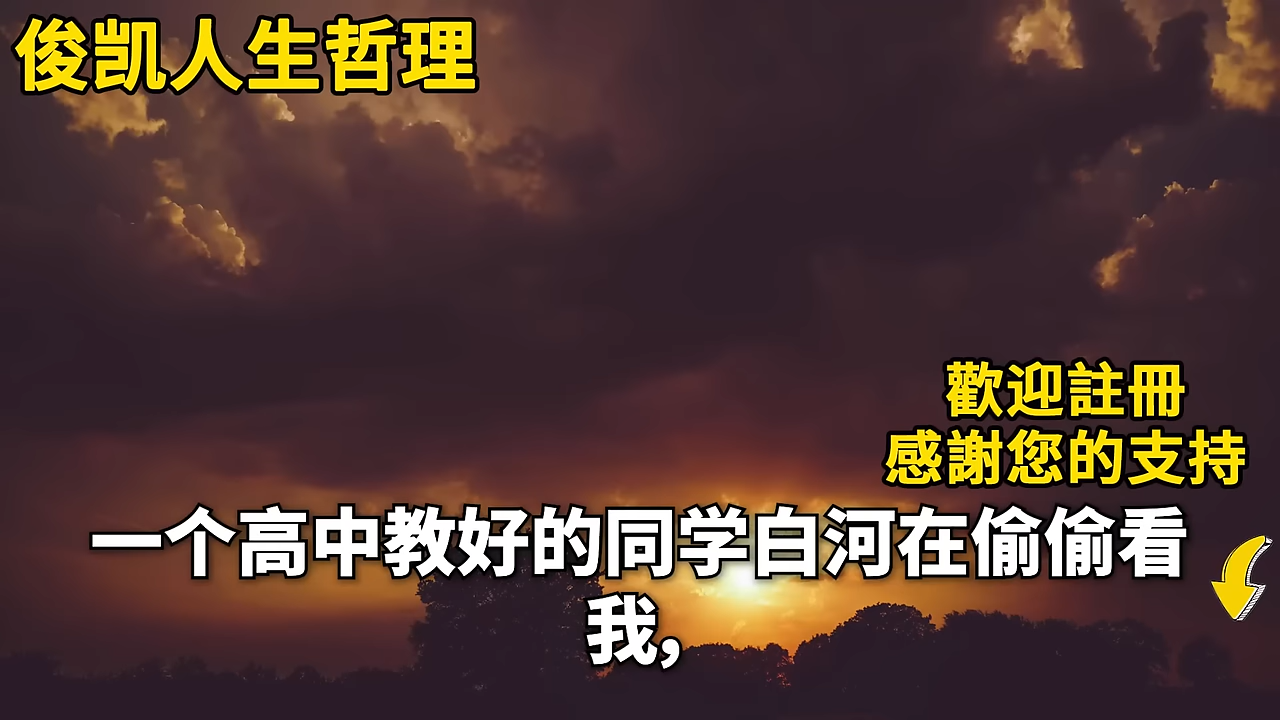 俊凯人生哲理
歡迎註冊
感謝您的支持
一个高中教好的同学白河在偷偷看
我,